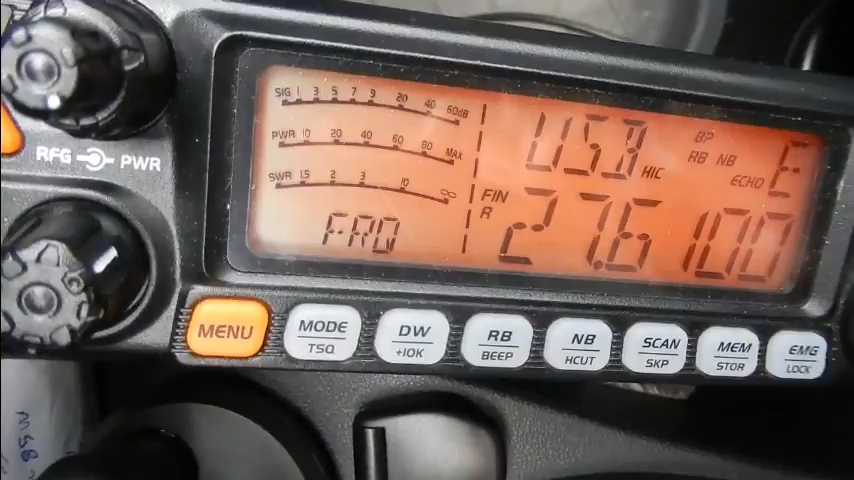 SIG 1 3 5 7 9 20 40 60dB
PWR 10 20 40 60 80 MAX
SWR 1.5 2 3 10 ∞
FRQ
USB HIC BP RB NB ECHO E
FIN R 27.6 100
RFG PWR
MENU
MODE DW RB NB SCAN MEM EMG
TSQ +10K BEEP HCUT SKP STOR LOCK